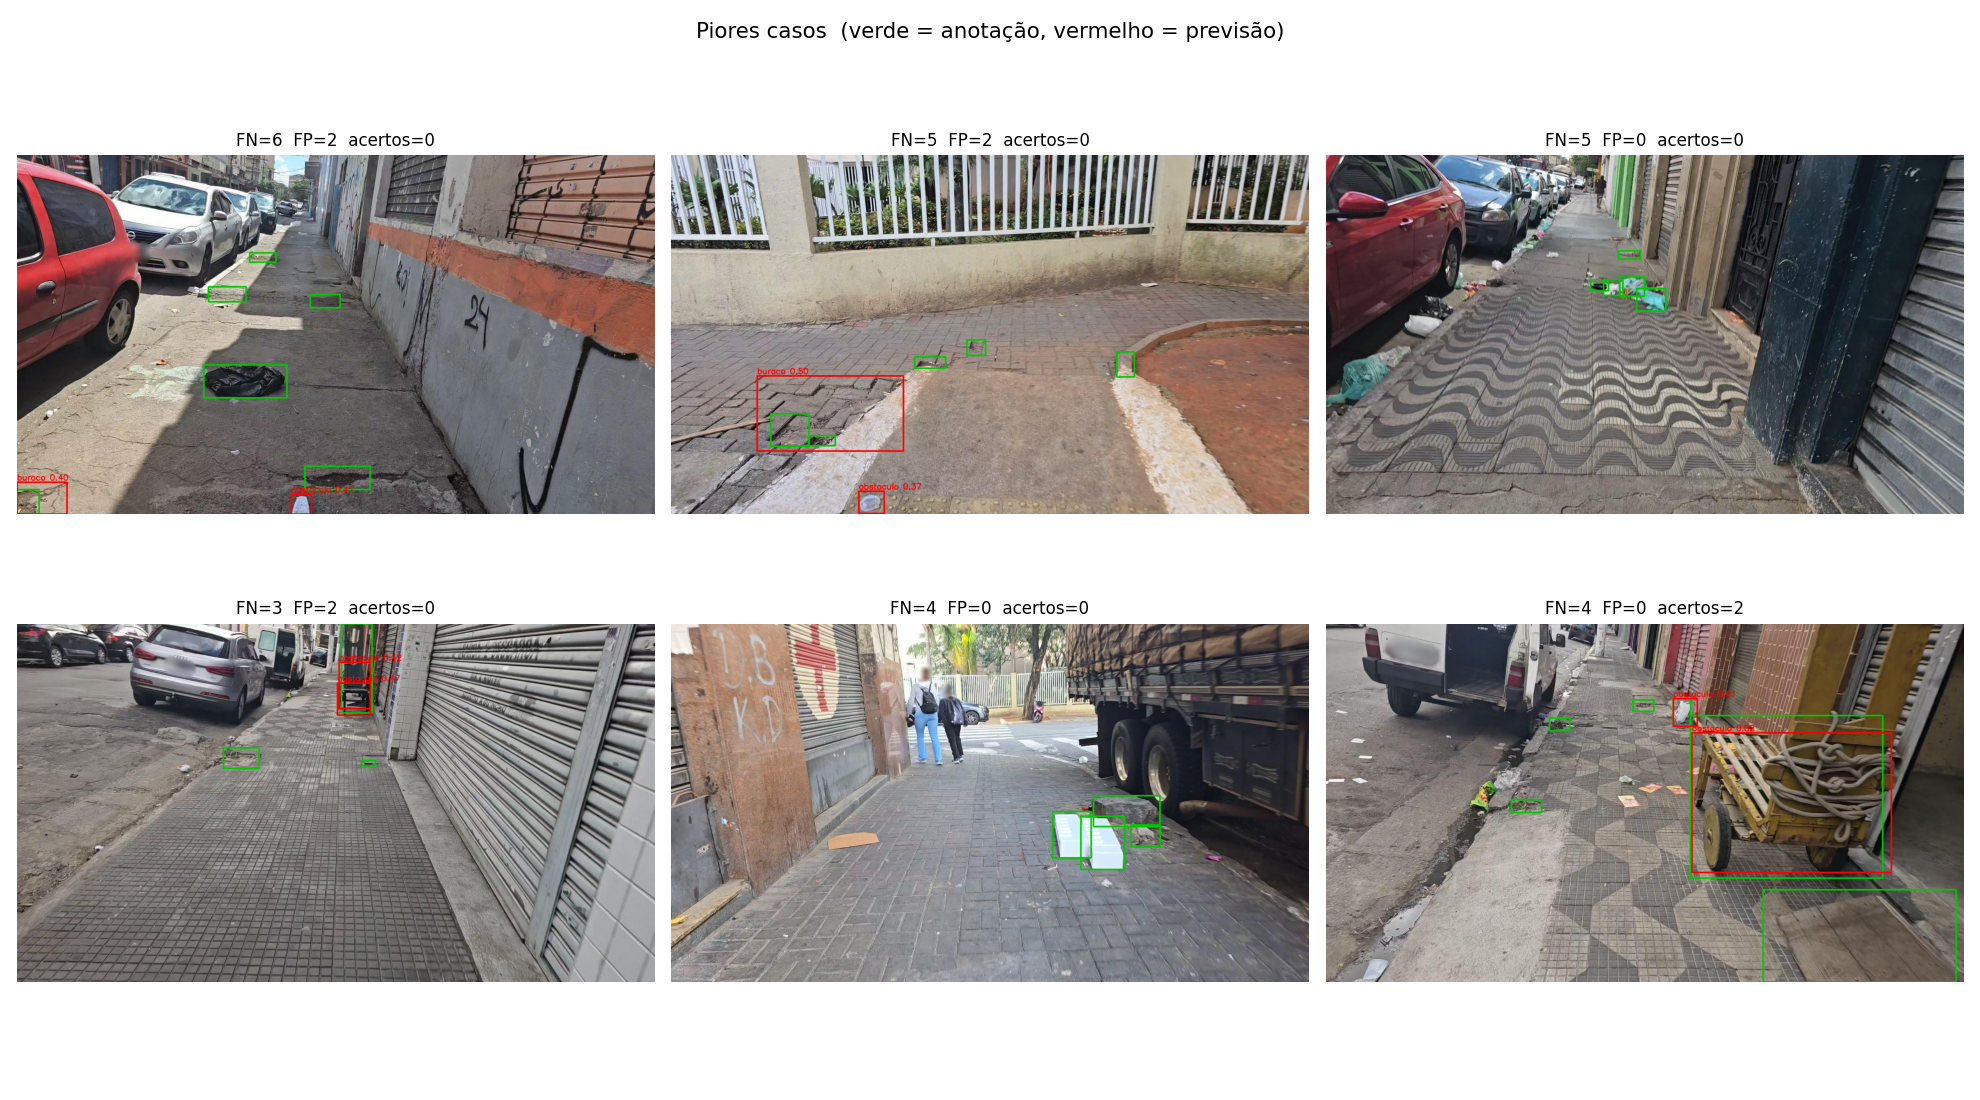 Piores casos  (verde = anotação, vermelho = previsão)
FN=6  FP=2  acertos=0
FN=5  FP=2  acertos=0
FN=5  FP=0  acertos=0
24
buraco 0.40
buraco 0.50
obstaculo 0.37
FN=3  FP=2  acertos=0
FN=4  FP=0  acertos=0
FN=4  FP=0  acertos=2
J.B
K.D